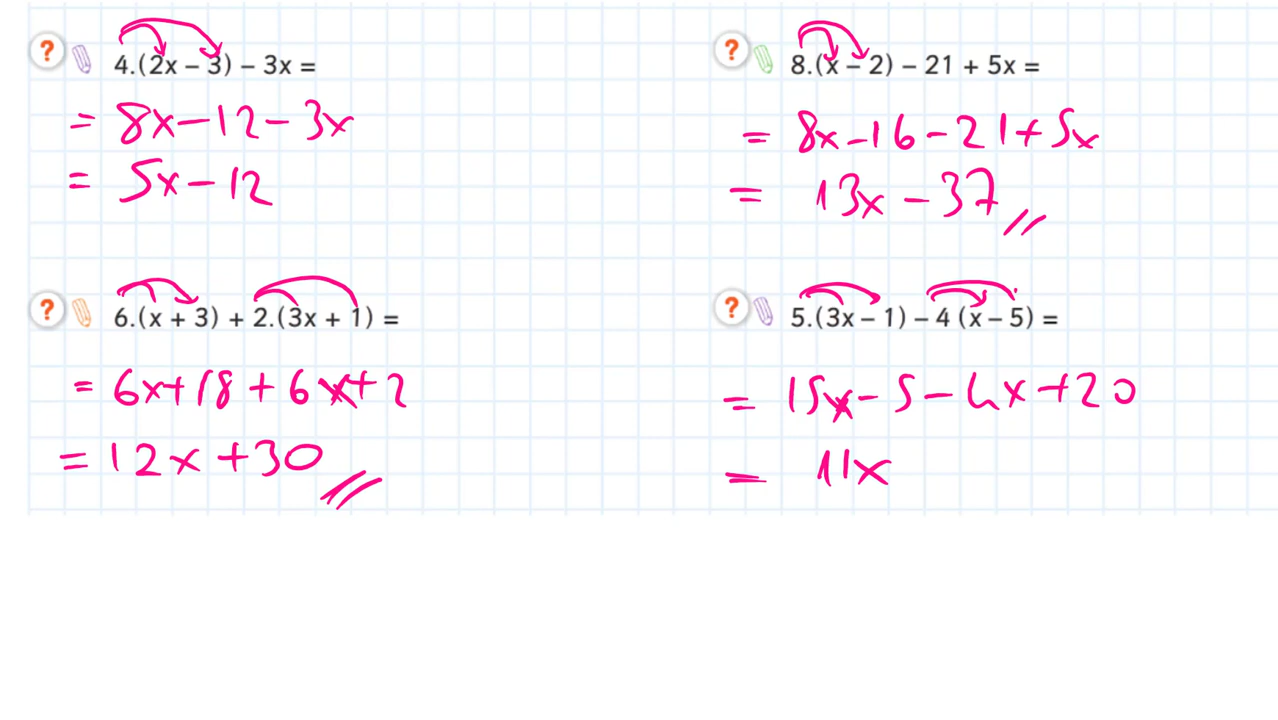 4.(2x – 3) – 3x =
= 8x – 12 – 3x
= 5x – 12
8.(x – 2) – 21 + 5x =
= 8x – 16 – 21 + 5x
= 13x – 37
6.(x + 3) + 2.(3x + 1) =
= 6x + 18 + 6x + 2
= 12x + 30
5.(3x – 1) – 4 (x – 5) =
= 15x – 5 – 4x + 20
= 11x